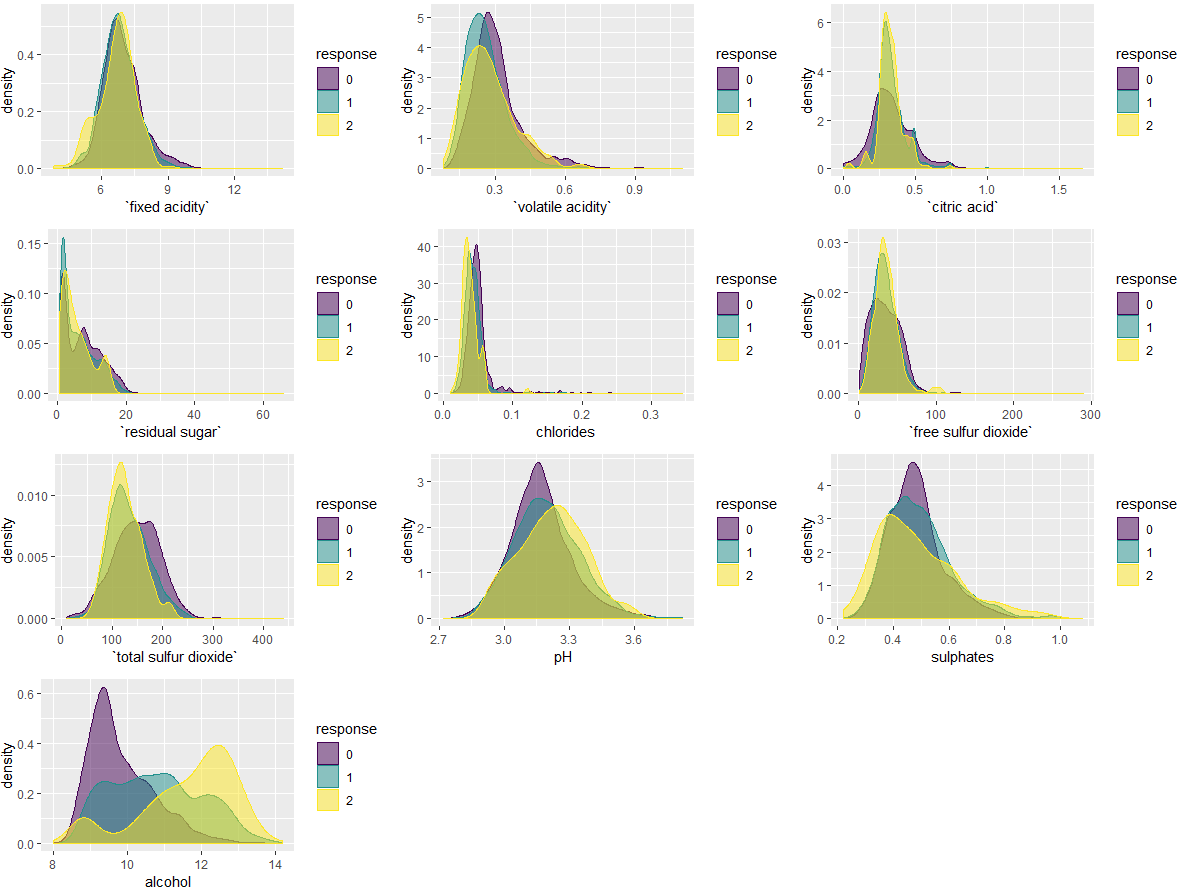 density
0.4
0.2
0.0
6 9 12
`fixed acidity`
response
0
1
2
density
5
4
3
2
1
0
0.3 0.6 0.9
`volatile acidity`
response
0
1
2
density
6
4
2
0
0.0 0.5 1.0 1.5
`citric acid`
response
0
1
2
density
0.15
0.10
0.05
0.00
0 20 40 60
`residual sugar`
response
0
1
2
density
40
30
20
10
0
0.0 0.1 0.2 0.3
chlorides
response
0
1
2
density
0.03
0.02
0.01
0.00
0 100 200 300
`free sulfur dioxide`
response
0
1
2
density
0.010
0.005
0.000
0 100 200 300 400
`total sulfur dioxide`
response
0
1
2
density
3
2
1
0
2.7 3.0 3.3 3.6
pH
response
0
1
2
density
4
3
2
1
0
0.2 0.4 0.6 0.8 1.0
sulphates
response
0
1
2
density
0.6
0.4
0.2
0.0
8 10 12 14
alcohol
response
0
1
2